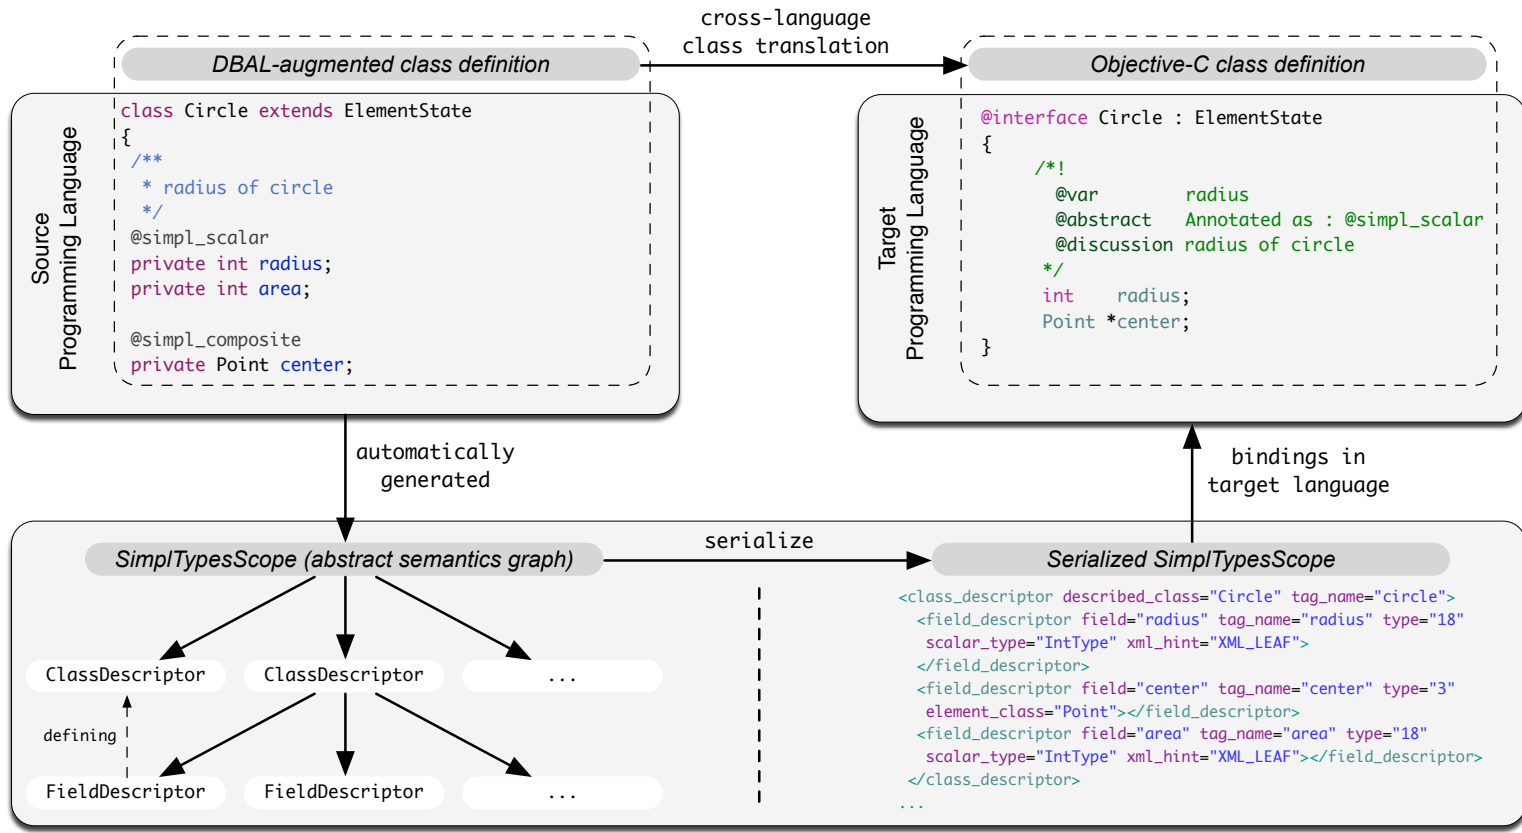 cross-language
class translation
DBAL-augmented class definition
Source
Programming Language
class Circle extends ElementState
{
/**
* radius of circle
*/
@simpl_scalar
private int radius;
private int area;
@simpl_composite
private Point center;
Objective-C class definition
Target
Programming Language
@interface Circle : ElementState
{
/*!
@var radius
@abstract Annotated as : @simpl_scalar
@discussion radius of circle
*/
int radius;
Point *center;
}
automatically
generated
bindings in
target language
SimplTypesScope (abstract semantics graph)
serialize
Serialized SimplTypesScope
ClassDescriptor
ClassDescriptor
...
defining
FieldDescriptor
FieldDescriptor
...
<class_descriptor described_class="Circle" tag_name="circle">
<field_descriptor field="radius" tag_name="radius" type="18"
scalar_type="IntType" xml_hint="XML_LEAF">
</field_descriptor>
<field_descriptor field="center" tag_name="center" type="3"
element_class="Point"></field_descriptor>
<field_descriptor field="area" tag_name="area" type="18"
scalar_type="IntType" xml_hint="XML_LEAF"></field_descriptor>
</class_descriptor>
...